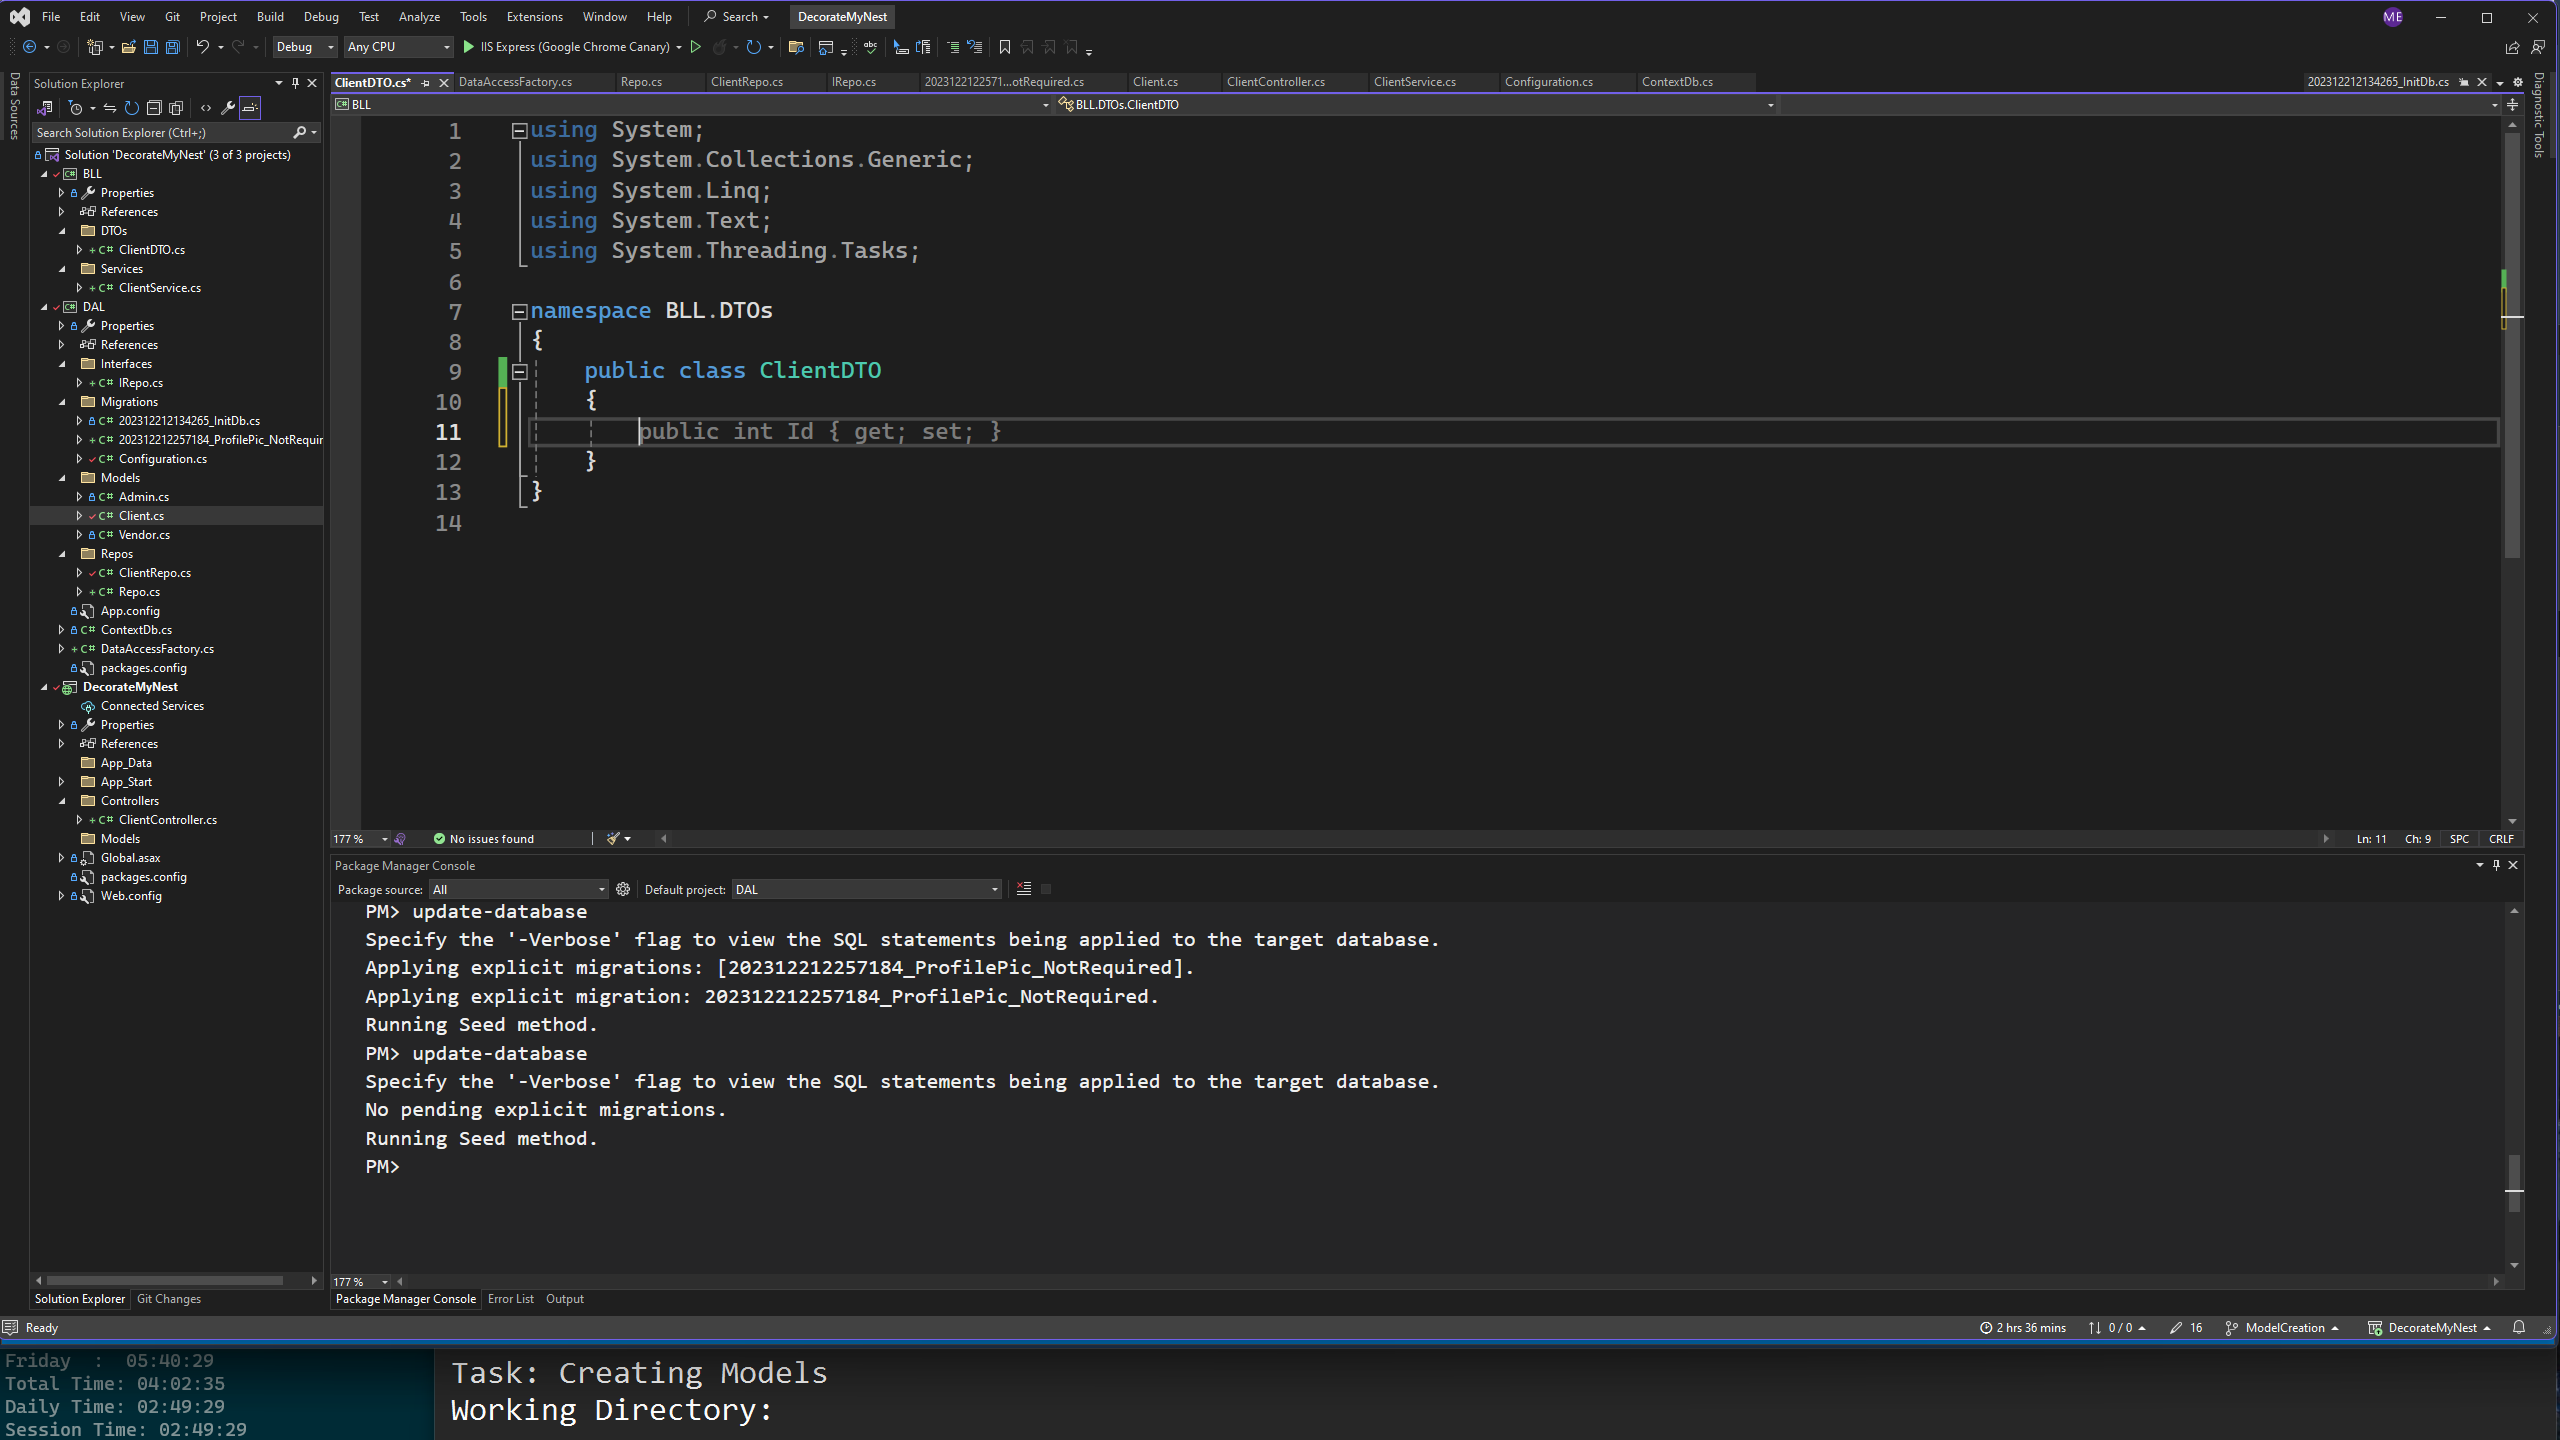 File Edit View Git Project Build Debug Test Analyze Tools Extensions Window Help Search DecorateMyNest ME
Debug Any CPU IIS Express (Google Chrome Canary)
Data Sources
Solution Explorer
Search Solution Explorer (Ctrl+;)
Solution 'DecorateMyNest' (3 of 3 projects)
BLL
Properties
References
DTOs
C# ClientDTO.cs
Services
C# ClientService.cs
DAL
Properties
References
Interfaces
C# IRepo.cs
Migrations
C# 202312212134265_InitDb.cs
C# 202312212257184_ProfilePic_NotRequir
C# Configuration.cs
Models
C# Admin.cs
C# Client.cs
C# Vendor.cs
Repos
C# ClientRepo.cs
C# Repo.cs
App.config
C# ContextDb.cs
C# DataAccessFactory.cs
packages.config
DecorateMyNest
Connected Services
Properties
References
App_Data
App_Start
Controllers
C# ClientController.cs
Models
Global.asax
packages.config
Web.config
Solution Explorer Git Changes
ClientDTO.cs* DataAccessFactory.cs Repo.cs ClientRepo.cs IRepo.cs 2023122122571...otRequired.cs Client.cs ClientController.cs ClientService.cs Configuration.cs ContextDb.cs 202312212134265_InitDb.cs
BLL BLL.DTOs.ClientDTO
1 using System;
2 using System.Collections.Generic;
3 using System.Linq;
4 using System.Text;
5 using System.Threading.Tasks;
6
7 namespace BLL.DTOs
8 {
9 public class ClientDTO
10 {
11 public int Id { get; set; }
12 }
13 }
14
177 % No issues found Ln: 11 Ch: 9 SPC CRLF
Diagnostic Tools
Package Manager Console
Package source: All Default project: DAL
PM> update-database
Specify the '-Verbose' flag to view the SQL statements being applied to the target database.
Applying explicit migrations: [202312212257184_ProfilePic_NotRequired].
Applying explicit migration: 202312212257184_ProfilePic_NotRequired.
Running Seed method.
PM> update-database
Specify the '-Verbose' flag to view the SQL statements being applied to the target database.
No pending explicit migrations.
Running Seed method.
PM>
177 %
Package Manager Console Error List Output
Ready 2 hrs 36 mins 0 / 0 16 ModelCreation DecorateMyNest
Friday : 05:40:29
Total Time: 04:02:35
Daily Time: 02:49:29
Session Time: 02:49:29
Task: Creating Models
Working Directory: